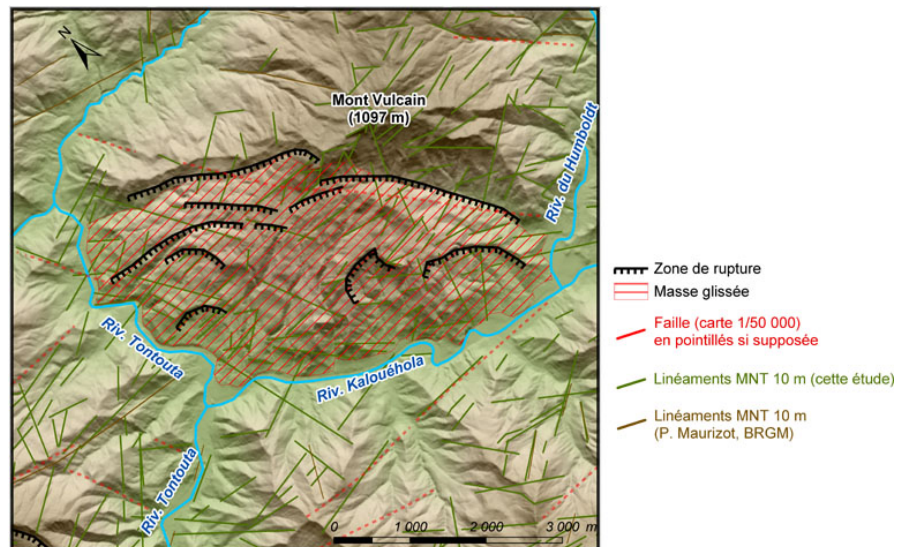 N
Mont Vulcain
(1097 m)
Riv. du Humboldt
Riv. Tontouta
Riv. Kalouéhola
Riv. Tontouta
0 1 000 2 000 3 000 m
Zone de rupture
Masse glissée
Faille (carte 1/50 000)
en pointillés si supposée
Linéaments MNT 10 m (cette étude)
Linéaments MNT 10 m
(P. Maurizot, BRGM)